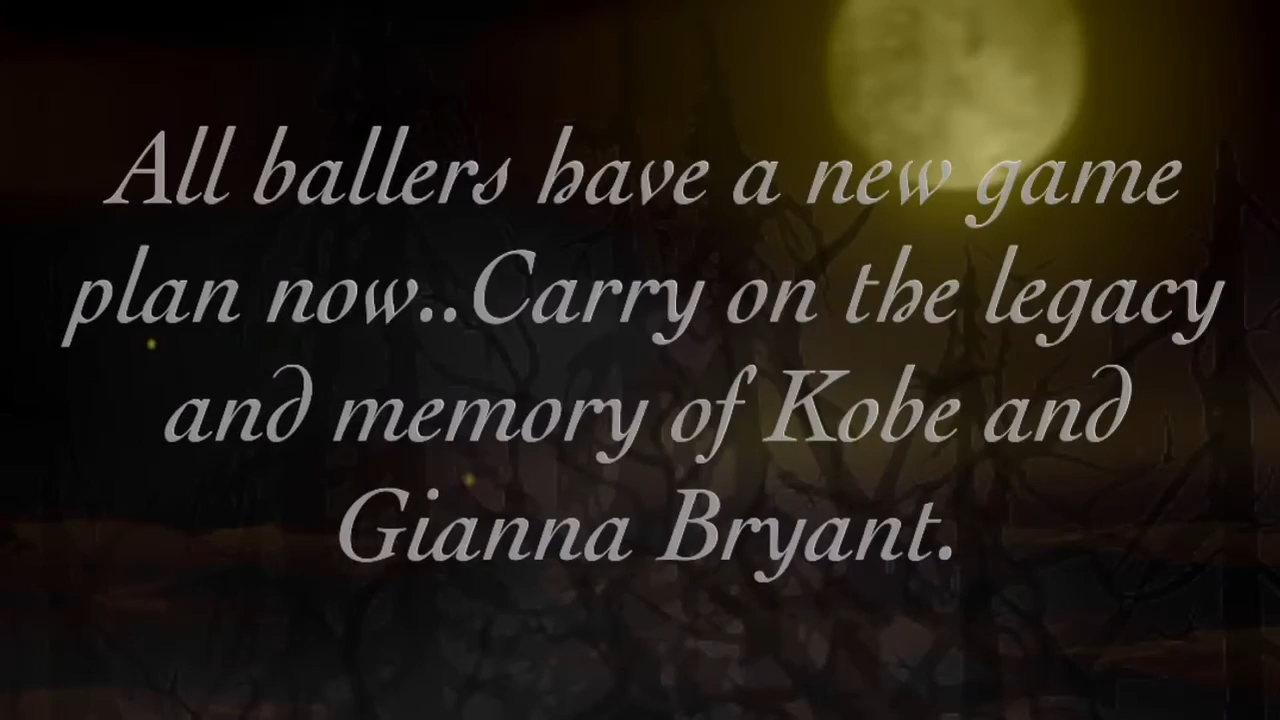 All ballers have a new game
plan now..Carry on the legacy
and memory of Kobe and
Gianna Bryant.